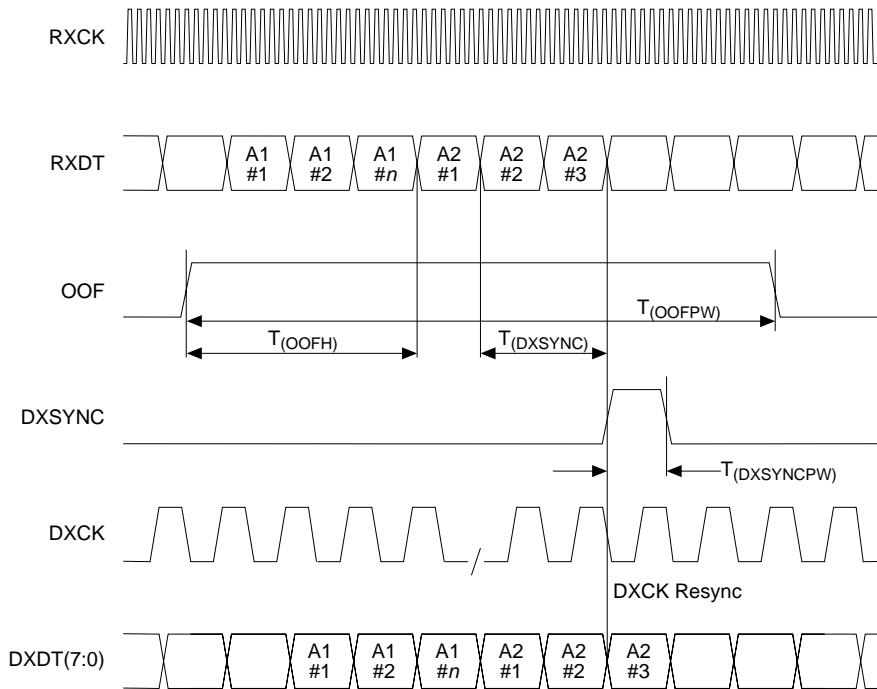 RXCK
RXDT
A1 #1
A1 #2
A1 #n
A2 #1
A2 #2
A2 #3
OOF
T(OOFPW)
T(OOFH)
T(DXSYNC)
DXSYNC
T(DXSYNCPW)
DXCK
DXCK Resync
DXDT(7:0)
A1 #1
A1 #2
A1 #n
A2 #1
A2 #2
A2 #3